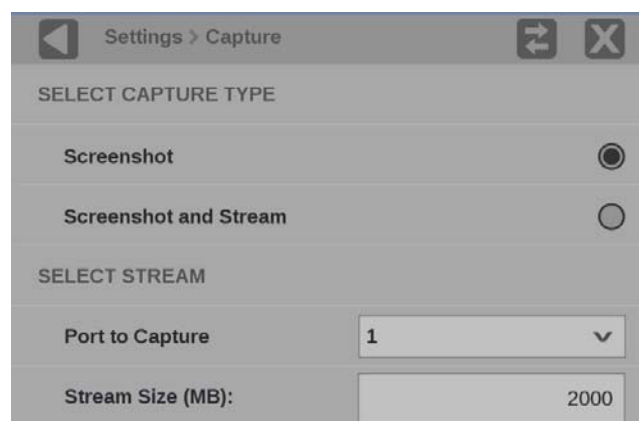 Settings > Capture
SELECT CAPTURE TYPE
Screenshot
Screenshot and Stream
SELECT STREAM
Port to Capture 1
Stream Size (MB): 2000